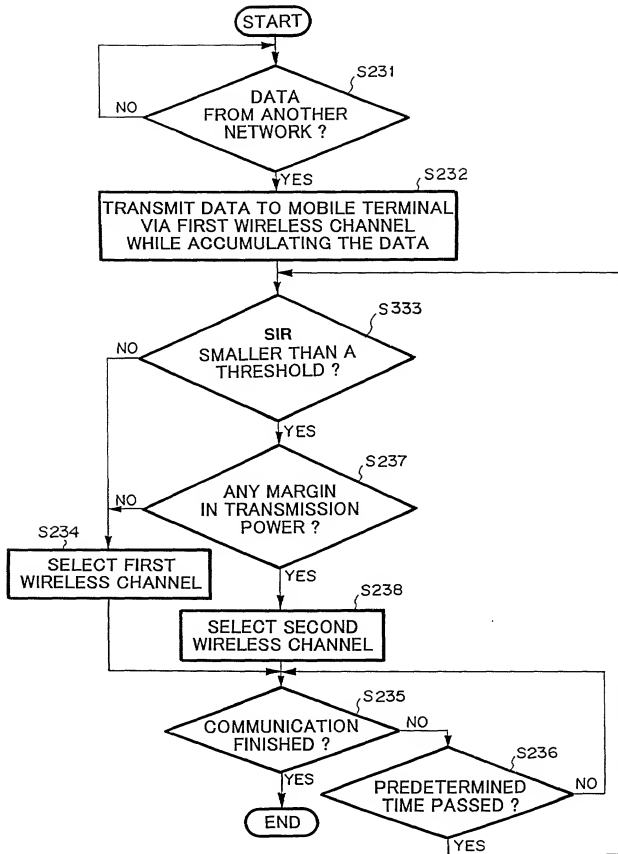 START
S231
DATA
FROM ANOTHER
NETWORK ?
NO
YES
S232
TRANSMIT DATA TO MOBILE TERMINAL
VIA FIRST WIRELESS CHANNEL
WHILE ACCUMULATING THE DATA
S333
SIR
SMALLER THAN A
THRESHOLD ?
NO
YES
S237
ANY MARGIN
IN TRANSMISSION
POWER ?
NO
YES
S234
SELECT FIRST
WIRELESS CHANNEL
S238
SELECT SECOND
WIRELESS CHANNEL
S235
COMMUNICATION
FINISHED ?
NO
YES
S236
PREDETERMINED
TIME PASSED ?
NO
YES
END